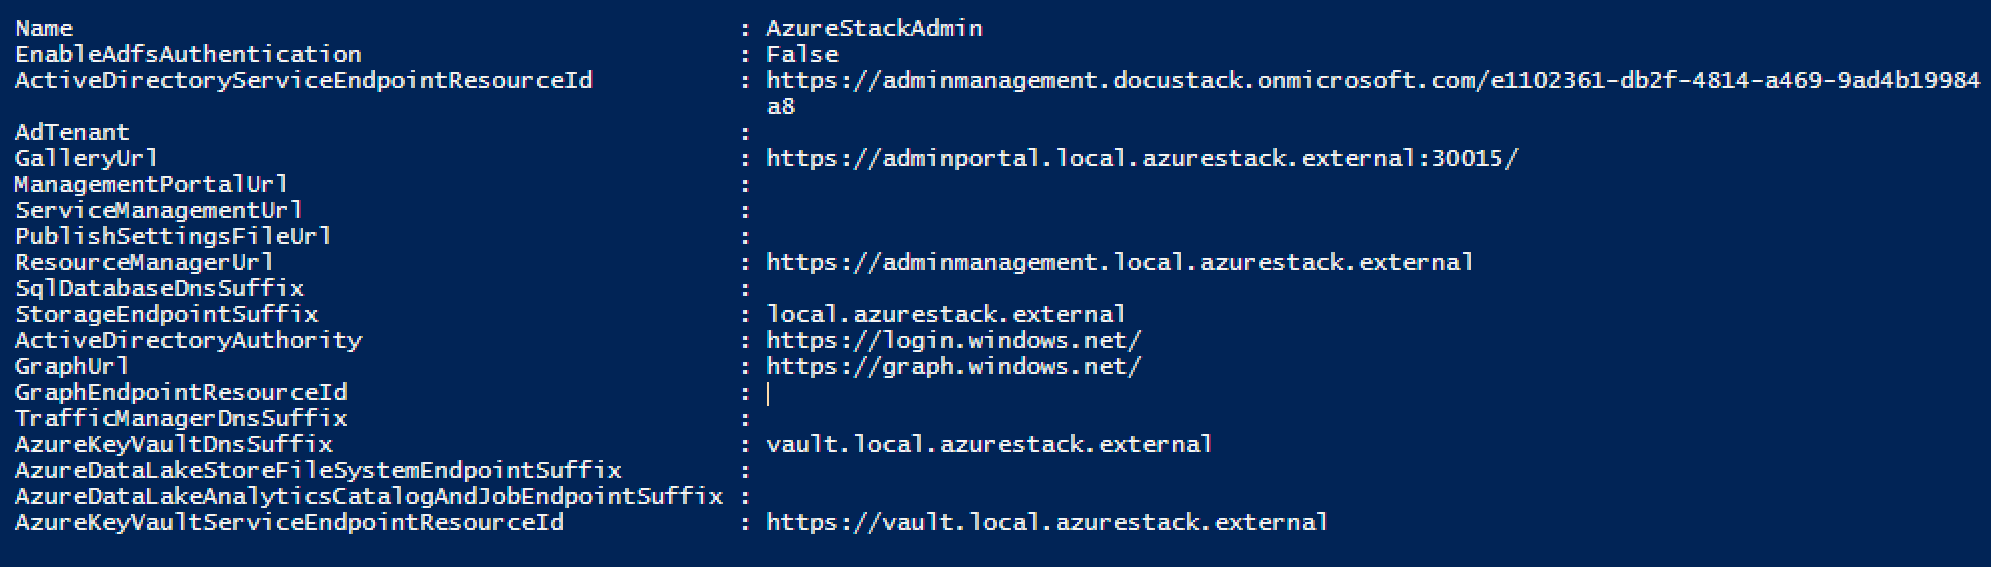 Name : AzureStackAdmin
EnableAdfsAuthentication : False
ActiveDirectoryServiceEndpointResourceId : https://adminmanagement.docustack.onmicrosoft.com/e1102361-db2f-4814-a469-9ad4b19984
a8
AdTenant :
GalleryUrl : https://adminportal.local.azurestack.external:30015/
ManagementPortalUrl :
ServiceManagementUrl :
PublishSettingsFileUrl :
ResourceManagerUrl : https://adminmanagement.local.azurestack.external
SqlDatabaseDnsSuffix :
StorageEndpointSuffix : local.azurestack.external
ActiveDirectoryAuthority : https://login.windows.net/
GraphUrl : https://graph.windows.net/
GraphEndpointResourceId :
TrafficManagerDnsSuffix :
AzureKeyVaultDnsSuffix : vault.local.azurestack.external
AzureDataLakeStoreFileSystemEndpointSuffix :
AzureDataLakeAnalyticsCatalogAndJobEndpointSuffix :
AzureKeyVaultServiceEndpointResourceId : https://vault.local.azurestack.external